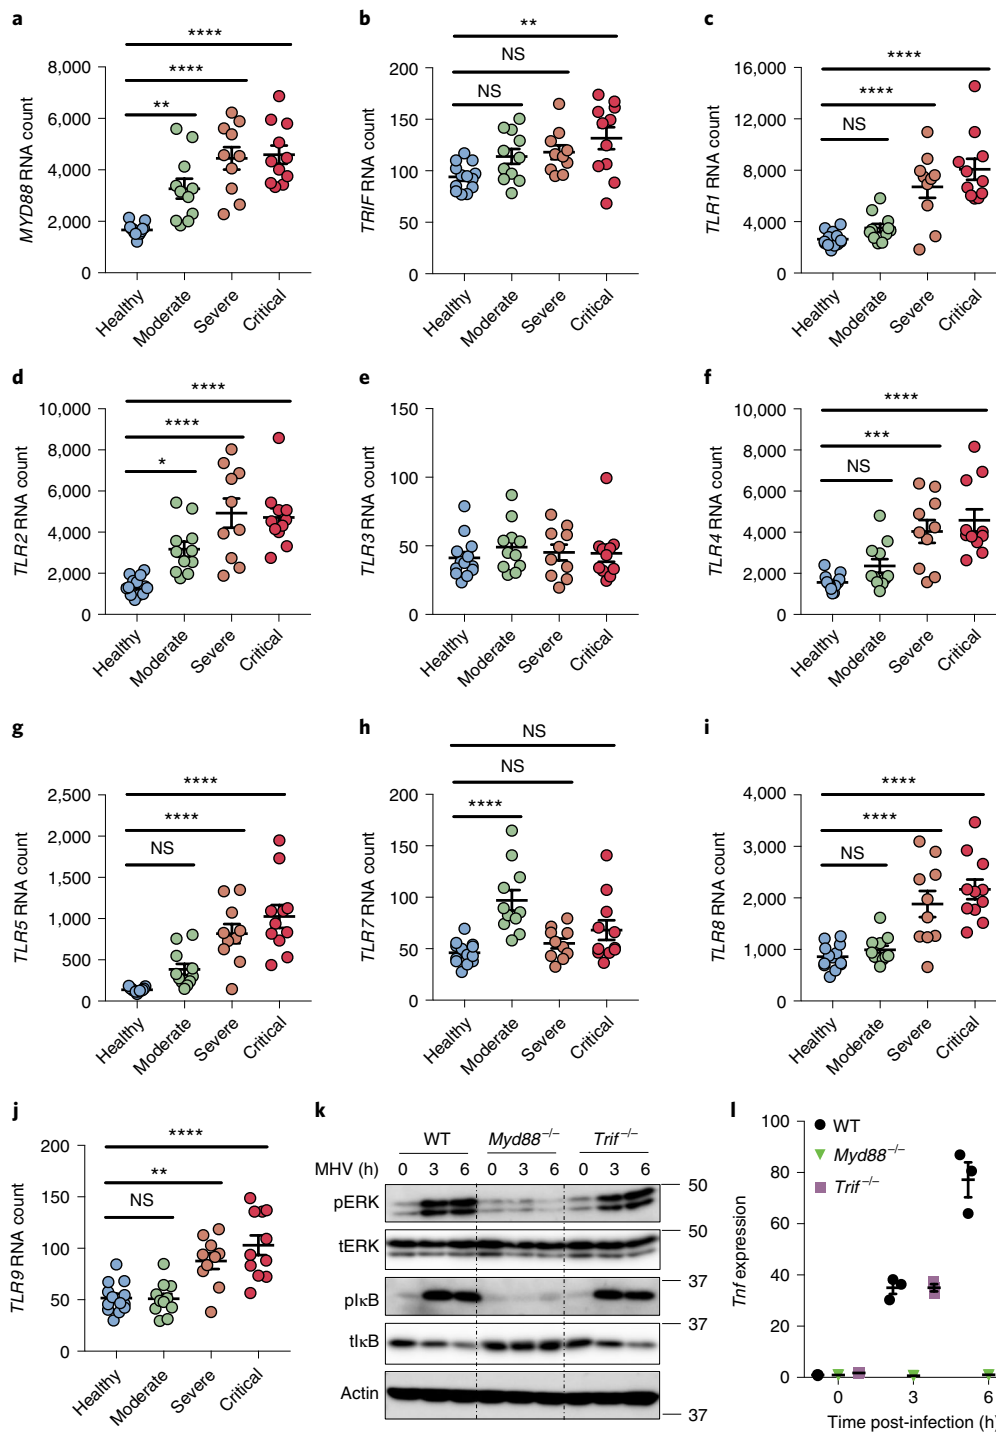 a
****
****
**
8,000
6,000
4,000
2,000
0
MYD88 RNA count
Healthy
Moderate
Severe
Critical
b
**
NS
NS
200
150
100
50
0
TRIF RNA count
Healthy
Moderate
Severe
Critical
c
****
****
NS
16,000
12,000
8,000
4,000
0
TLR1 RNA count
Healthy
Moderate
Severe
Critical
d
****
****
*
10,000
8,000
6,000
4,000
2,000
0
TLR2 RNA count
Healthy
Moderate
Severe
Critical
e
150
100
50
0
TLR3 RNA count
Healthy
Moderate
Severe
Critical
f
****
***
NS
10,000
8,000
6,000
4,000
2,000
0
TLR4 RNA count
Healthy
Moderate
Severe
Critical
g
****
****
NS
2,500
2,000
1,500
1,000
500
0
TLR5 RNA count
Healthy
Moderate
Severe
Critical
h
NS
NS
****
200
150
100
50
0
TLR7 RNA count
Healthy
Moderate
Severe
Critical
i
****
****
NS
4,000
3,000
2,000
1,000
0
TLR8 RNA count
Healthy
Moderate
Severe
Critical
j
****
**
NS
200
150
100
50
0
TLR9 RNA count
Healthy
Moderate
Severe
Critical
k
WT Myd88–/– Trif–/–
MHV (h) 0 3 6 0 3 6 0 3 6
pERK 50
tERK 50
pIκB 37
tIκB 37
Actin
37
l
WT
Myd88–/–
Trif–/–
100
80
60
40
20
0
Tnf expression
0 3 6
Time post-infection (h)